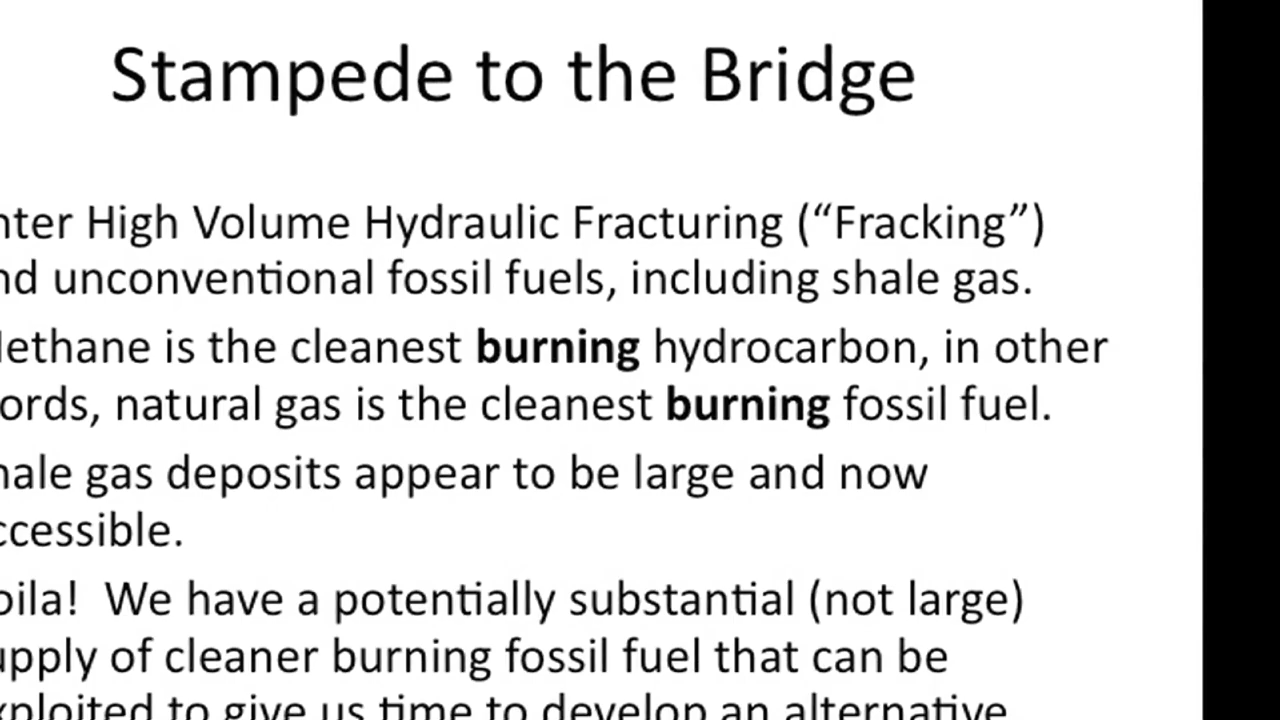 Stampede to the Bridge
nter High Volume Hydraulic Fracturing (“Fracking”)
nd unconventional fossil fuels, including shale gas.
ethane is the cleanest burning hydrocarbon, in other
ords, natural gas is the cleanest burning fossil fuel.
hale gas deposits appear to be large and now
ccessible.
oila!  We have a potentially substantial (not large)
upply of cleaner burning fossil fuel that can be
xploited to give us time to develop an alternative